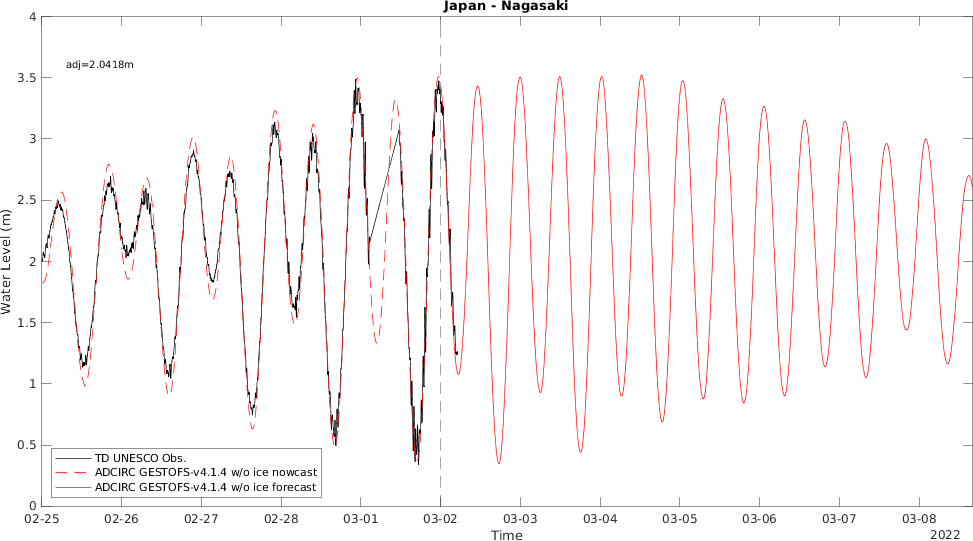 Japan - Nagasaki
adj=2.0418m
4
3.5
3
2.5
2
1.5
1
0.5
0
Water Level (m)
TD UNESCO Obs.
ADCIRC GESTOFS-v4.1.4 w/o ice nowcast
ADCIRC GESTOFS-v4.1.4 w/o ice forecast
02-25 02-26 02-27 02-28 03-01 03-02 03-03 03-04 03-05 03-06 03-07 03-08
Time
2022